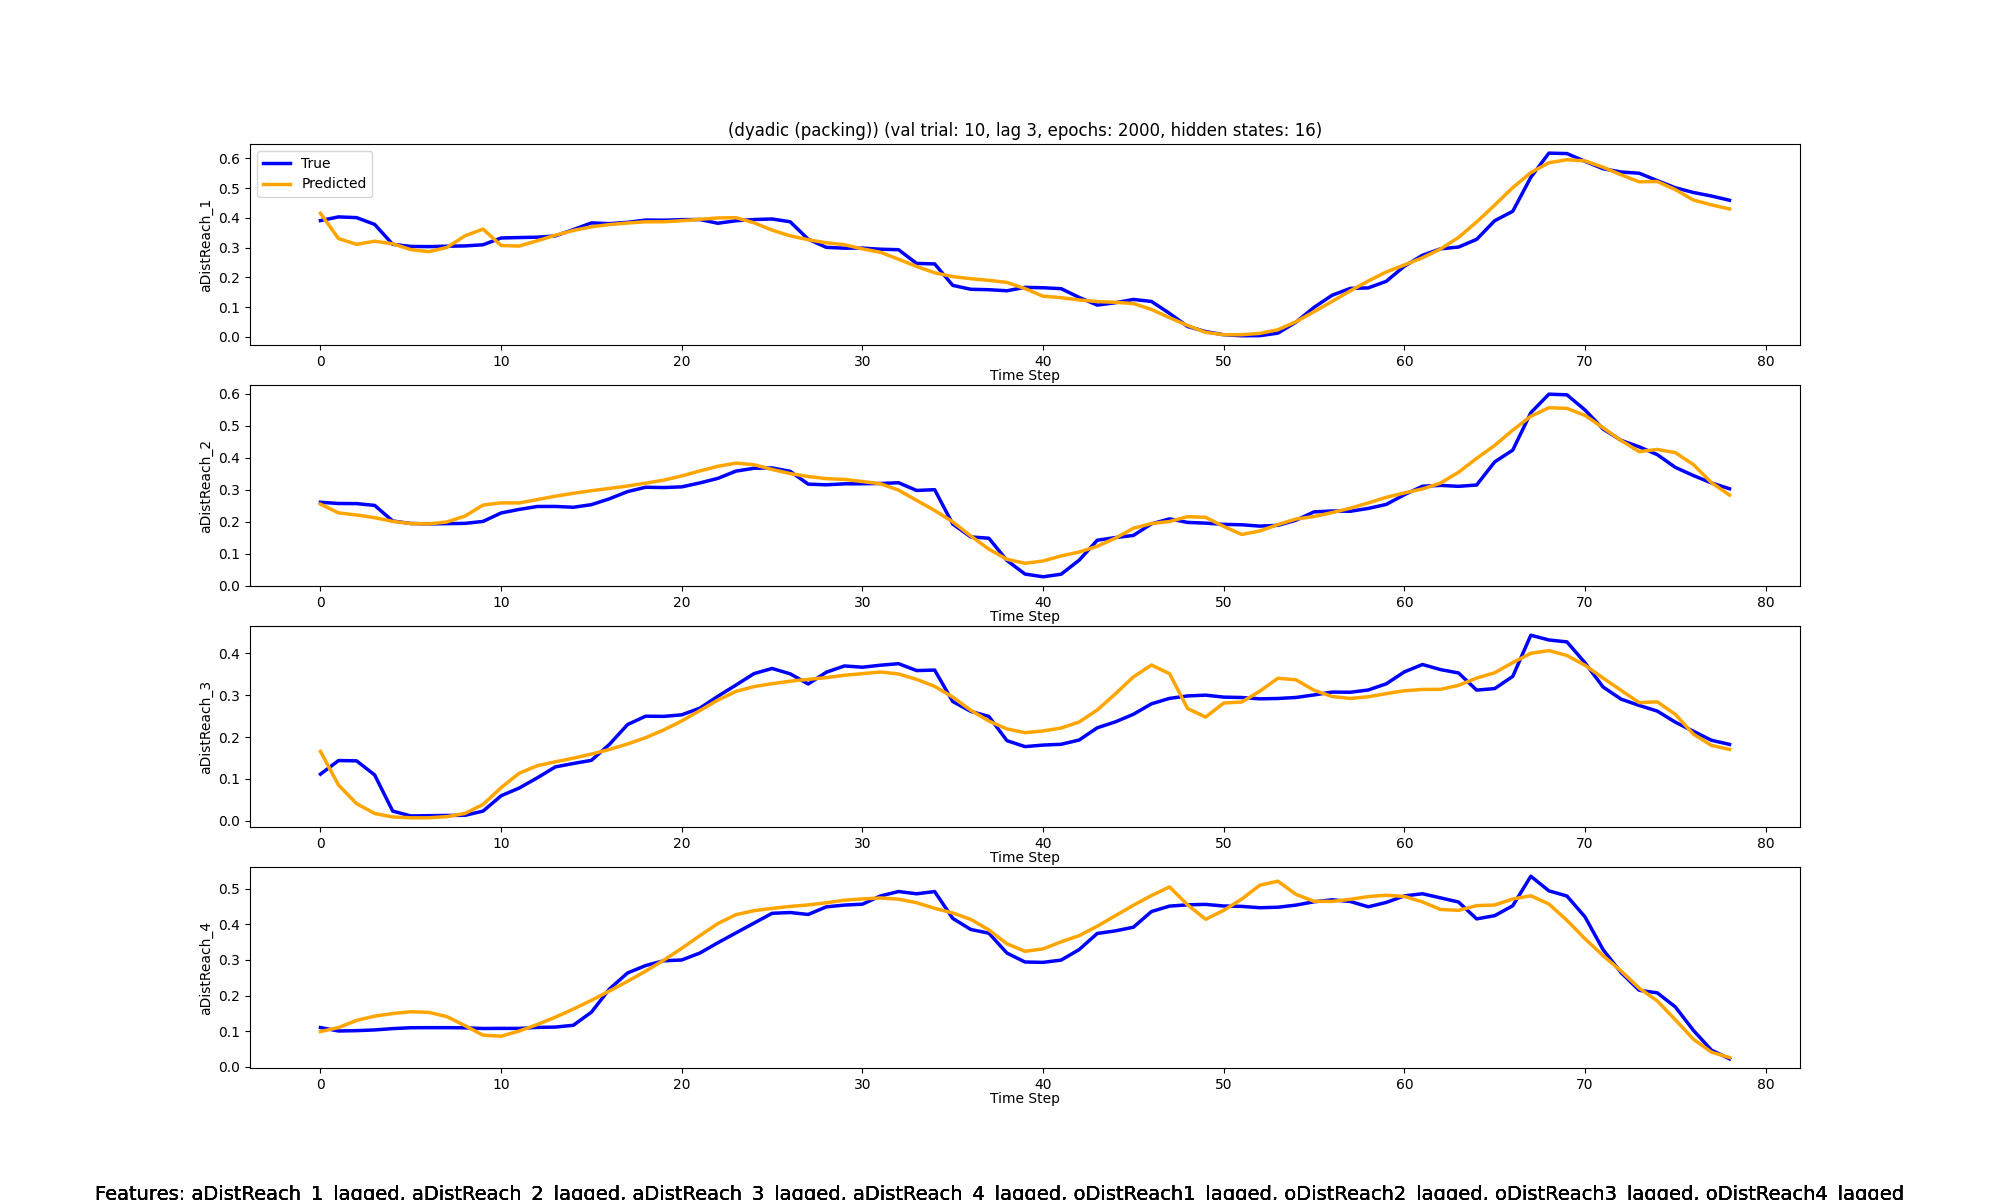 (dyadic (packing)) (val trial: 10, lag 3, epochs: 2000, hidden states: 16)
True
Predicted
aDistReach_1
0.6
0.5
0.4
0.3
0.2
0.1
0.0
0 10 20 30 40 50 60 70 80
Time Step
aDistReach_2
0.6
0.5
0.4
0.3
0.2
0.1
0.0
0 10 20 30 40 50 60 70 80
Time Step
aDistReach_3
0.4
0.3
0.2
0.1
0.0
0 10 20 30 40 50 60 70 80
Time Step
aDistReach_4
0.5
0.4
0.3
0.2
0.1
0.0
0 10 20 30 40 50 60 70 80
Time Step
Features: aDistReach_1_lagged, aDistReach_2_lagged, aDistReach_3_lagged, aDistReach_4_lagged, oDistReach1_lagged, oDistReach2_lagged, oDistReach3_lagged, oDistReach4_lagged